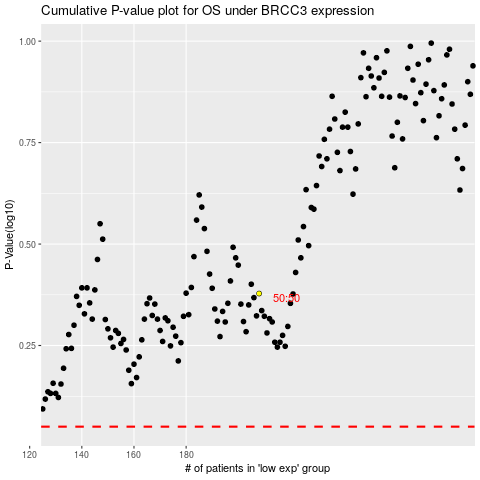 Cumulative P-value plot for OS under BRCC3 expression
P-Value(log10)
1.00
0.75
0.50
0.25
50:50
120 140 160 180
# of patients in 'low exp' group